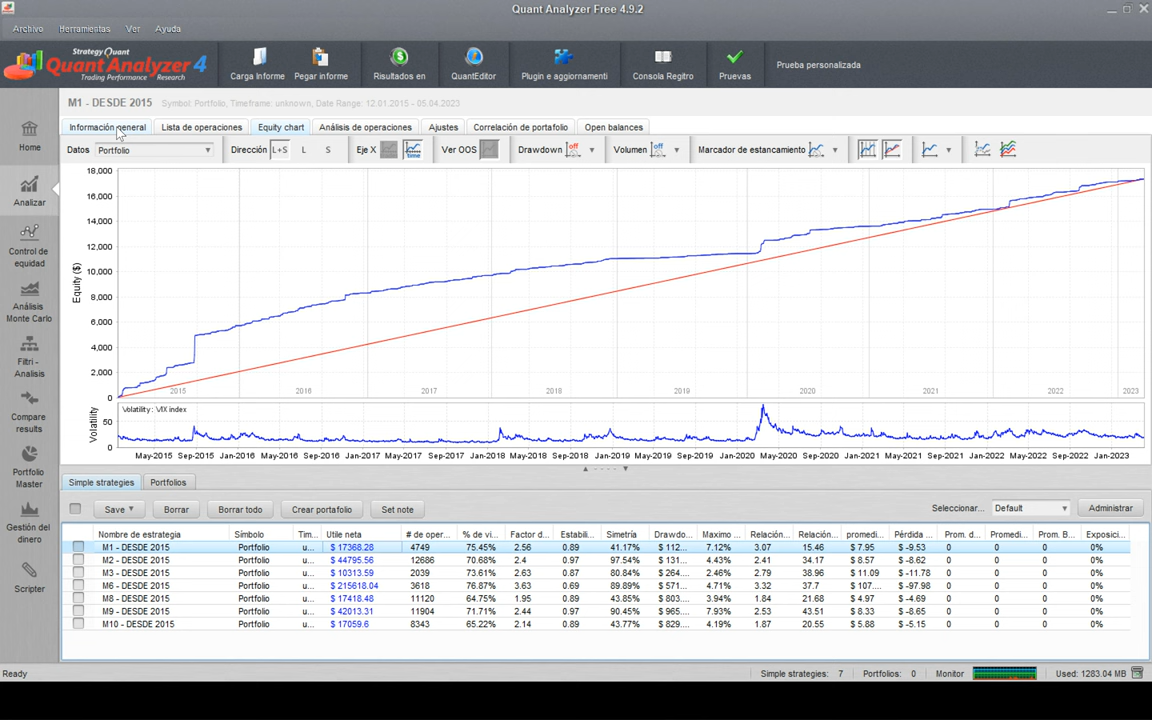 Quant Analyzer Free 4.9.2
Archivo Herramientas Ver Ayuda
StrategyQuant
QuantAnalyzer 4
Trading Performance Research
Carga Informe Pegar informe Risultados en QuantEditor Plugin e aggiornamenti Consola Regitro Pruevas Prueba personalizada
M1 - DESDE 2015 Symbol: Portfolio, Timeframe: unknown, Date Range: 12.01.2015 - 05.04.2023
Información general Lista de operaciones Equity chart Análisis de operaciones Ajustes Correlación de portafolio Open balances
Datos Portfolio Dirección L+S L S Eje X time Ver OOS Drawdown off Volumen off Marcador de estancamiento
Home
Analizar
Control de
equidad
Análisis
Monte Carlo
Filtri -
Analisis
Compare
results
Portfolio
Master
Gestión del
dinero
Scripter
Equity ($)
18,000
16,000
14,000
12,000
10,000
8,000
6,000
4,000
2,000
0
2015 2016 2017 2018 2019 2020 2021 2022 2023
Volatility
Volatility : VIX index
50
0
May-2015 Sep-2015 Jan-2016 May-2016 Sep-2016 Jan-2017 May-2017 Sep-2017 Jan-2018 May-2018 Sep-2018 Jan-2019 May-2019 Sep-2019 Jan-2020 May-2020 Sep-2020 Jan-2021 May-2021 Sep-2021 Jan-2022 May-2022 Sep-2022 Jan-2023
Simple strategies Portfolios
Save Borrar Borrar todo Crear portafolio Set note Seleccionar... Default Administrar
Nombre de estrategia Símbolo Tim... Utile neta # de oper... % de vi... Factor d... Estabili... Simetría Drawdo... Maximo ... Relación... Relación... promedi... Pérdida ... Prom. d... Promedi... Prom. B... Exposici...
M1 - DESDE 2015 Portfolio u... $ 17368.28 4749 75.45% 2.56 0.89 41.17% $ 112... 7.12% 3.07 15.46 $ 7.95 $ -9.53 0 0 0 0%
M2 - DESDE 2015 Portfolio u... $ 44795.56 12686 70.68% 2.4 0.97 97.54% $ 131... 4.43% 2.41 34.17 $ 8.57 $ -8.62 0 0 0 0%
M3 - DESDE 2015 Portfolio u... $ 10313.59 2039 73.61% 2.63 0.87 80.84% $ 264... 2.46% 2.79 38.96 $ 11.09 $ -11.78 0 0 0 0%
M6 - DESDE 2015 Portfolio u... $ 215618.04 3618 76.87% 3.63 0.69 89.89% $ 571... 4.71% 3.32 37.7 $ 107... $ -97.98 0 0 0 0%
M8 - DESDE 2015 Portfolio u... $ 17418.48 11120 64.75% 1.95 0.84 43.85% $ 803... 3.94% 1.84 21.68 $ 4.97 $ -4.69 0 0 0 0%
M9 - DESDE 2015 Portfolio u... $ 42013.31 11904 71.71% 2.44 0.97 90.45% $ 965... 7.93% 2.53 43.51 $ 8.33 $ -8.65 0 0 0 0%
M10 - DESDE 2015 Portfolio u... $ 17059.6 8343 65.22% 2.14 0.89 43.77% $ 829... 4.19% 1.87 20.55 $ 5.88 $ -5.15 0 0 0 0%
Ready Simple strategies: 7 Portfolios: 0 Monitor Used: 1283.04 MB